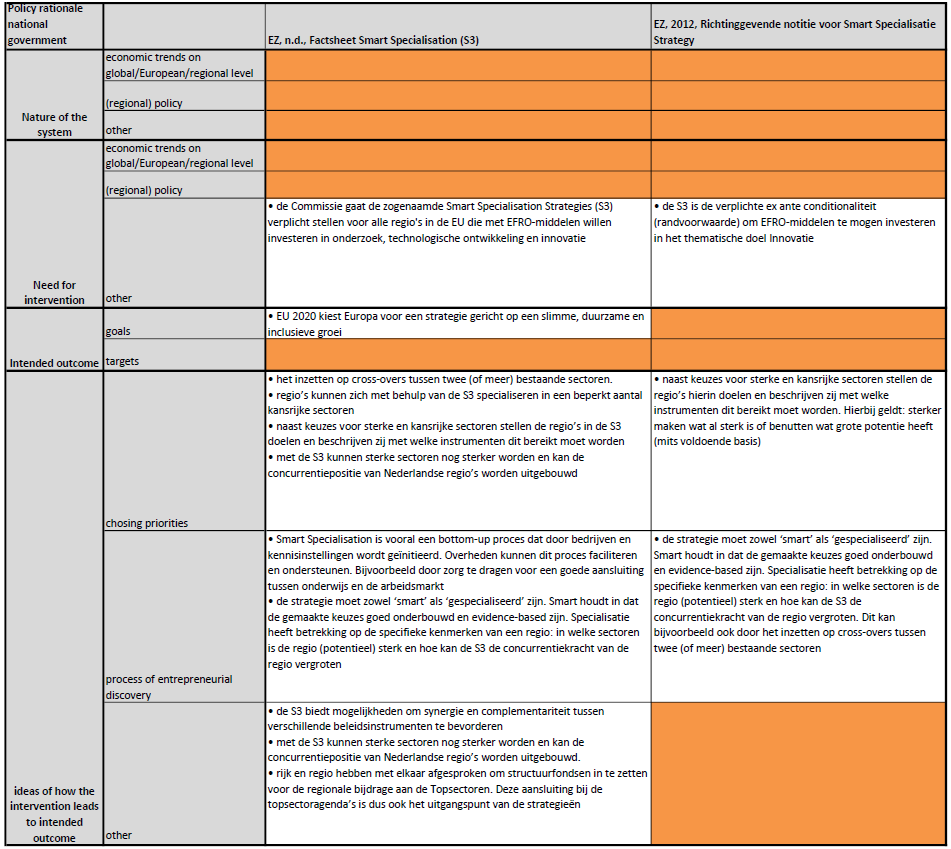 Policy rationale
national
government
EZ, n.d., Factsheet Smart Specialisation (S3)
EZ, 2012, Richtinggevende notitie voor Smart Specialisatie
Strategy
Nature of the
system
economic trends on
global/European/regional level
(regional) policy
other
Need for
intervention
economic trends on
global/European/regional level
(regional) policy
other
• de Commissie gaat de zogenaamde Smart Specialisation Strategies (S3)
verplicht stellen voor alle regio's in de EU die met EFRO-middelen willen
investeren in onderzoek, technologische ontwikkeling en innovatie
• de S3 is de verplichte ex ante conditionaliteit
(randvoorwaarde) om EFRO-middelen te mogen investeren
in het thematische doel Innovatie
Intended outcome
goals
• EU 2020 kiest Europa voor een strategie gericht op een slimme, duurzame en
inclusieve groei
targets
ideas of how the
intervention leads
to intended
outcome
chosing priorities
• het inzetten op cross-overs tussen twee (of meer) bestaande sectoren.
• regio’s kunnen zich met behulp van de S3 specialiseren in een beperkt aantal
kansrijke sectoren
• naast keuzes voor sterke en kansrijke sectoren stellen de regio’s in de S3
doelen en beschrijven zij met welke instrumenten dit bereikt moet worden
• met de S3 kunnen sterke sectoren nog sterker worden en kan de
concurrentiepositie van Nederlandse regio’s worden uitgebouwd
• naast keuzes voor sterke en kansrijke sectoren stellen de
regio’s hierin doelen en beschrijven zij met welke
instrumenten dit bereikt moet worden. Hierbij geldt: sterker
maken wat al sterk is of benutten wat grote potentie heeft
(mits voldoende basis)
process of entrepreneurial
discovery
• Smart Specialisation is vooral een bottom-up proces dat door bedrijven en
kennisinstellingen wordt geïnitieerd. Overheden kunnen dit proces faciliteren
en ondersteunen. Bijvoorbeeld door zorg te dragen voor een goede aansluiting
tussen onderwijs en de arbeidsmarkt
• de strategie moet zowel ‘smart’ als ‘gespecialiseerd’ zijn. Smart houdt in dat
de gemaakte keuzes goed onderbouwd en evidence-based zijn. Specialisatie
heeft betrekking op de specifieke kenmerken van een regio: in welke sectoren
is de regio (potentieel) sterk en hoe kan de S3 de concurrentiekracht van de
regio vergroten
• de strategie moet zowel ‘smart’ als ‘gespecialiseerd’ zijn.
Smart houdt in dat de gemaakte keuzes goed onderbouwd
en evidence-based zijn. Specialisatie heeft betrekking op de
specifieke kenmerken van een regio: in welke sectoren is de
regio (potentieel) sterk en hoe kan de S3 de
concurrentiekracht van de regio vergroten. Dit kan
bijvoorbeeld ook door het inzetten op cross-overs tussen
twee (of meer) bestaande sectoren
other
• de S3 biedt mogelijkheden om synergie en complementariteit tussen
verschillende beleidsinstrumenten te bevorderen
• met de S3 kunnen sterke sectoren nog sterker worden en kan de
concurrentiepositie van Nederlandse regio’s worden uitgebouwd.
• rijk en regio hebben met elkaar afgesproken om structuurfondsen in te zetten
voor de regionale bijdrage aan de Topsectoren. Deze aansluiting bij de
topsectoragenda’s is dus ook het uitgangspunt van de strategieën